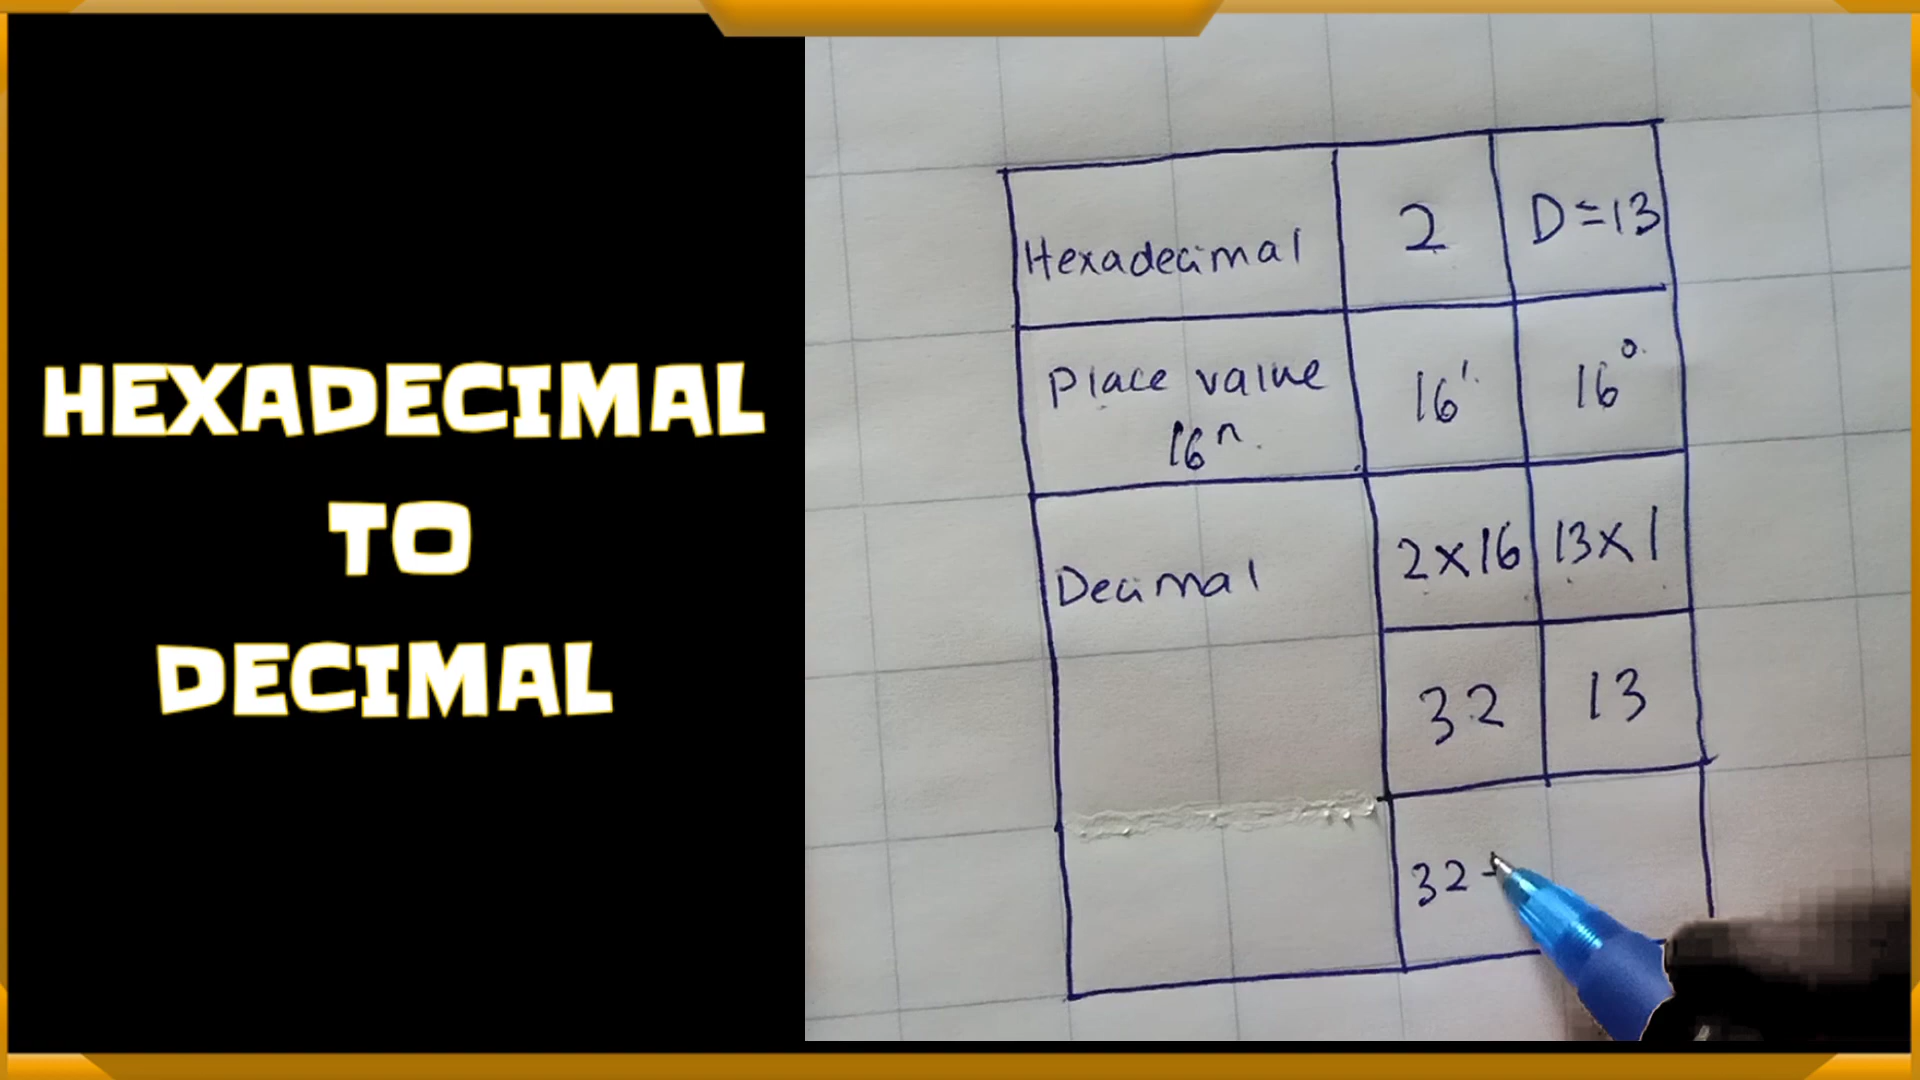 HEXADECIMAL
TO
DECIMAL
Hexadecimal 2 D=13
Place value 16¹ 16⁰
16ⁿ
Decimal 2×16 13×1
32 13
32